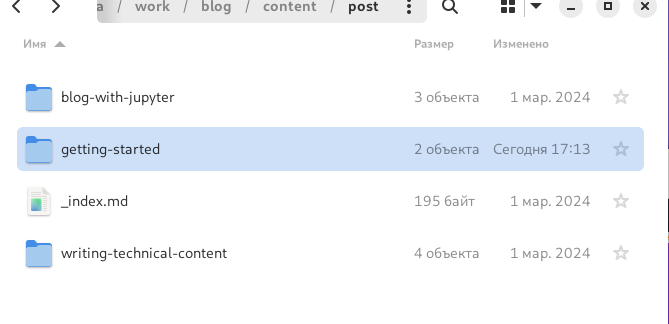 a / work / blog / content / post
Имя Размер Изменено
blog-with-jupyter 3 объекта 1 мар. 2024
getting-started 2 объекта Сегодня 17:13
_index.md 195 байт 1 мар. 2024
writing-technical-content 4 объекта 1 мар. 2024